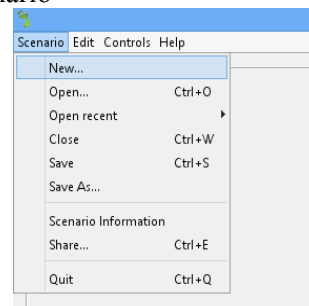 Scenario Edit Controls Help
New...
Open... Ctrl+O
Open recent
Close Ctrl+W
Save Ctrl+S
Save As...
Scenario Information
Share... Ctrl+E
Quit Ctrl+Q